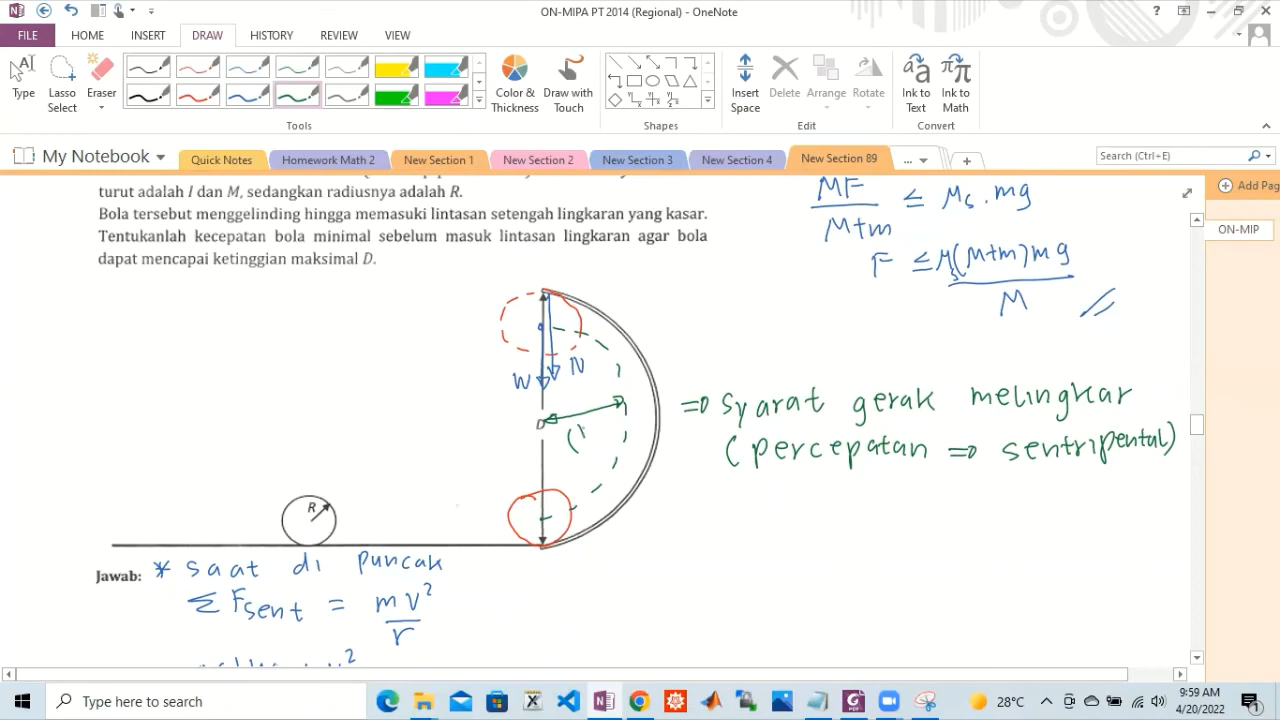 ON-MIPA PT 2014 (Regional) - OneNote
FILE HOME INSERT DRAW HISTORY REVIEW VIEW
Type Lasso Select Eraser Color & Thickness Draw with Touch Insert Space Delete Arrange Rotate Ink to Text Ink to Math
Tools Shapes Edit Convert
My Notebook Quick Notes Homework Math 2 New Section 1 New Section 2 New Section 3 New Section 4 New Section 89 ... Search (Ctrl+E)
Add Pag
ON-MIP
turut adalah I dan M, sedangkan radiusnya adalah R.
Bola tersebut menggelinding hingga memasuki lintasan setengah lingkaran yang kasar.
Tentukanlah kecepatan bola minimal sebelum masuk lintasan lingkaran agar bola
dapat mencapai ketinggian maksimal D.
MF / M+m ≤ μs . mg
F ≤ μs(M+m)mg / M
W N
D
R
=> Syarat gerak melingkar
(percepatan => sentripental)
Jawab: * saat di puncak
Σ Fsent = mv² / r
Type here to search
28°C
9:59 AM
4/20/2022